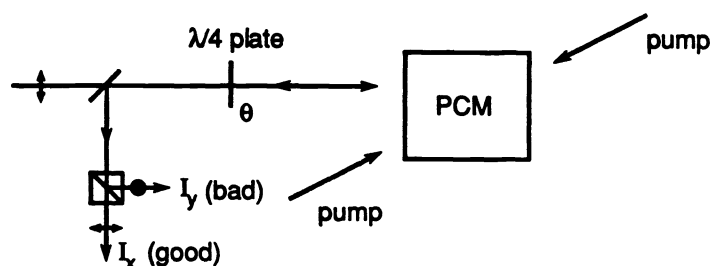 λ/4 plate
pump
PCM
θ
I_y (bad)
pump
I_x (good)